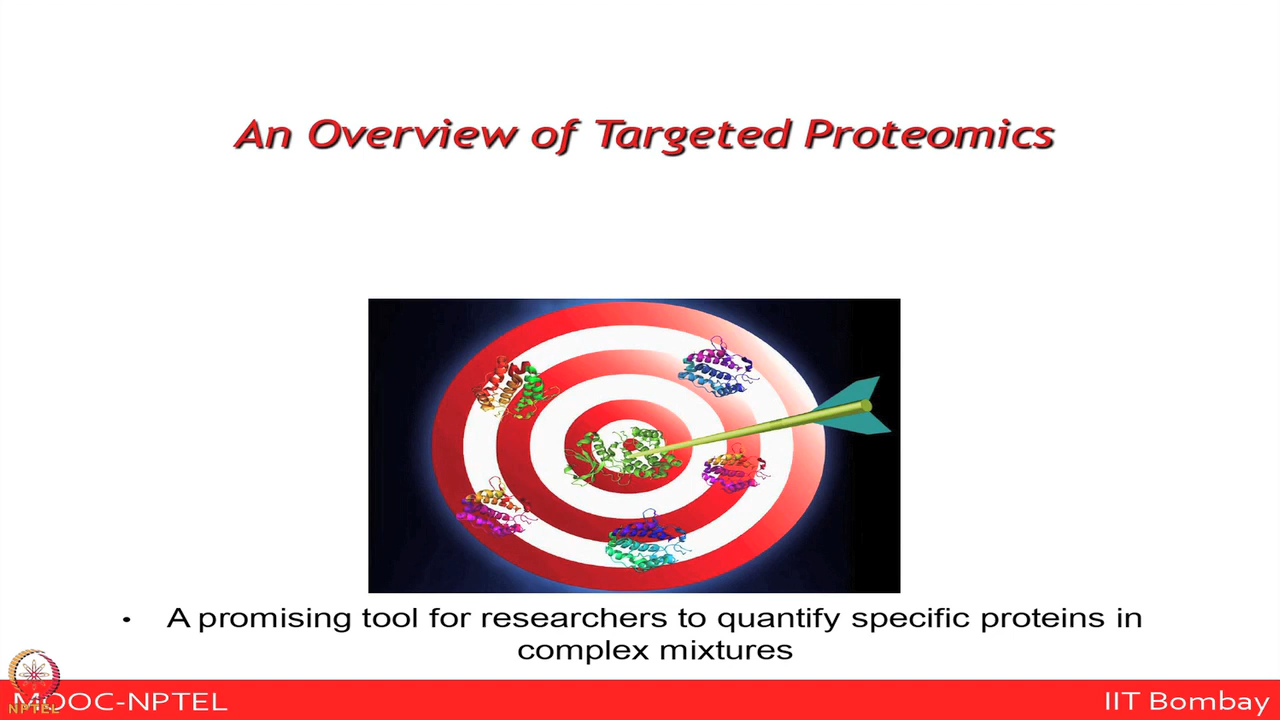 An Overview of Targeted Proteomics
• A promising tool for researchers to quantify specific proteins in
complex mixtures
MOOC-NPTEL
NPTEL
IIT Bombay